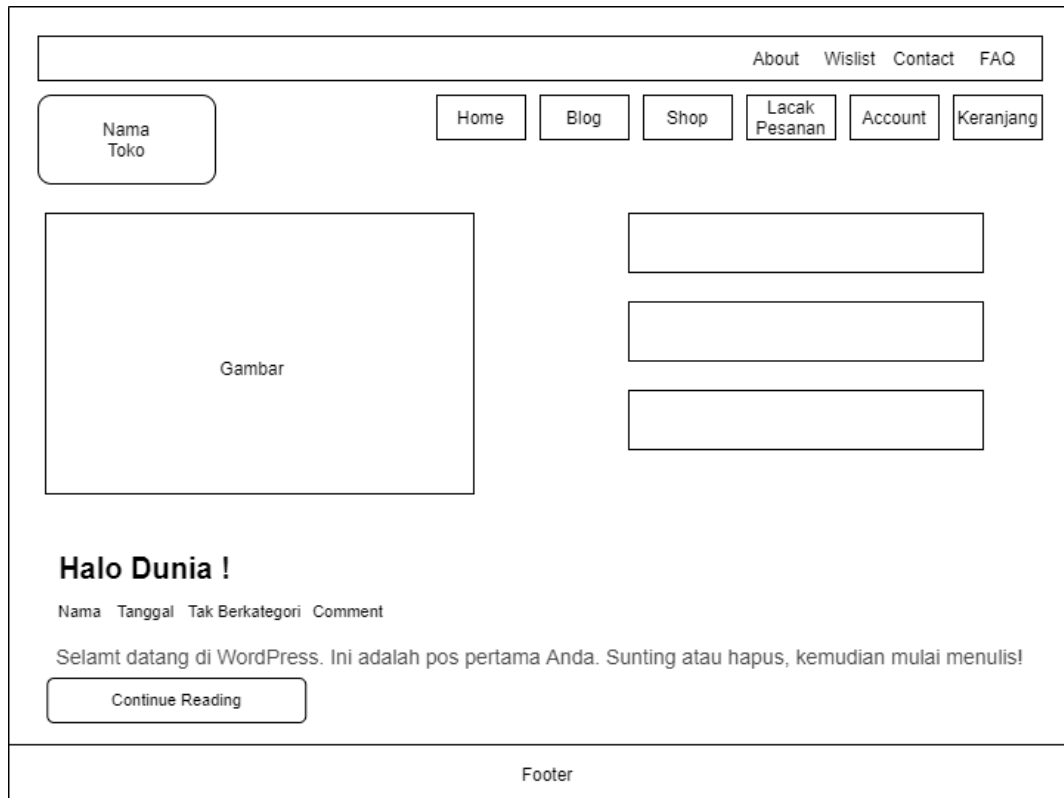 About Wislist Contact FAQ
Nama
Toko
Home Blog Shop Lacak Pesanan Account Keranjang
Gambar
Halo Dunia !
Nama Tanggal Tak Berkategori Comment
Selamt datang di WordPress. Ini adalah pos pertama Anda. Sunting atau hapus, kemudian mulai menulis!
Continue Reading
Footer